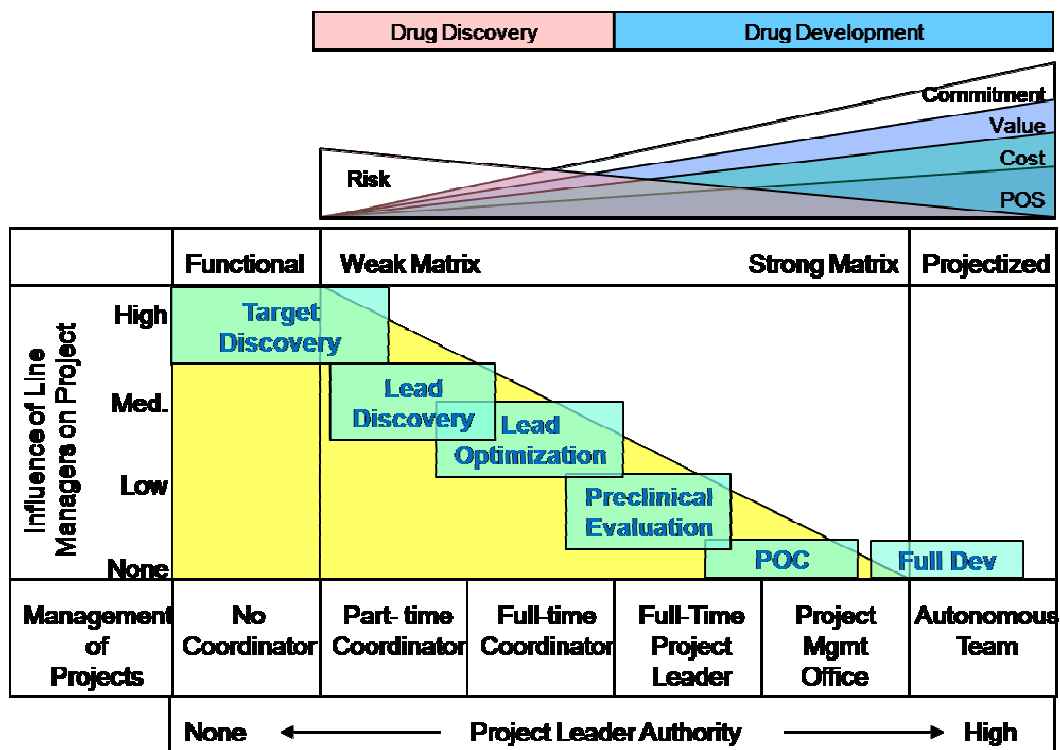 Drug Discovery
Drug Development
Commitment
Value
Cost
POS
Risk
Functional
Weak Matrix
Strong Matrix
Projectized
Influence of Line
Managers on Project
High
Med.
Low
None
Target
Discovery
Lead
Discovery
Lead
Optimization
Preclinical
Evaluation
POC
Full Dev
Management
of
Projects
No
Coordinator
Part- time
Coordinator
Full-time
Coordinator
Full-Time
Project
Leader
Project
Mgmt
Office
Autonomous
Team
None
Project Leader Authority
High